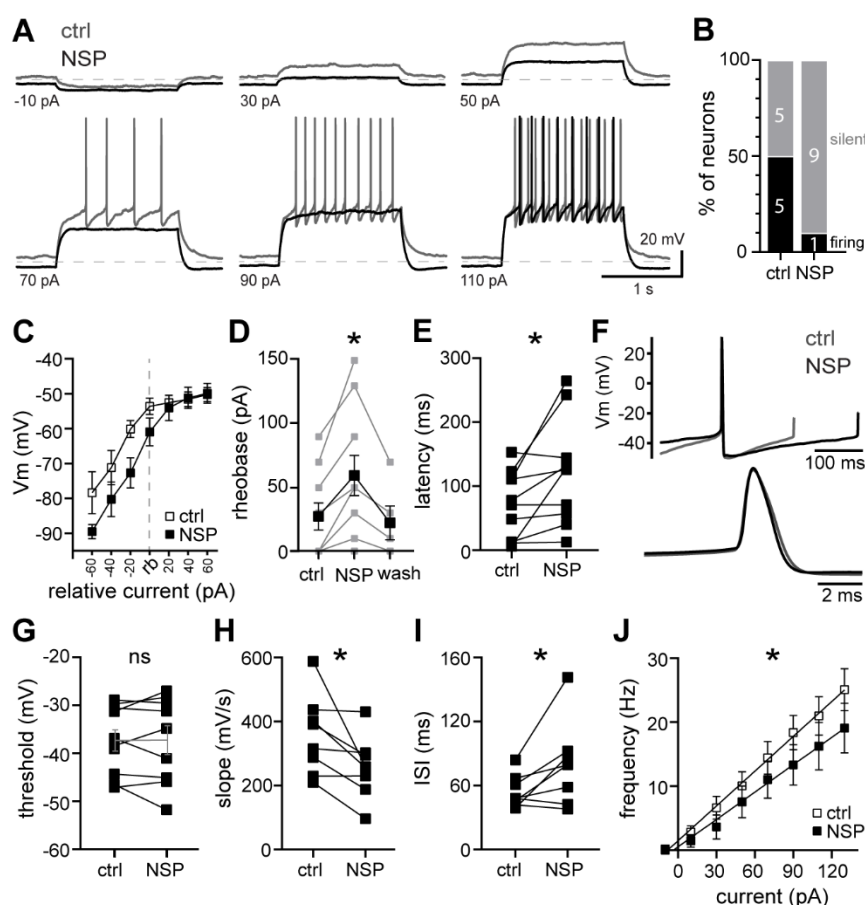 A
ctrl
NSP
-10 pA
30 pA
50 pA
70 pA
90 pA
110 pA
20 mV
1 s
B
% of neurons
100
50
0
5
5
9
1
silent
firing
ctrl NSP
C
Vm (mV)
-40
-50
-60
-70
-80
-90
ctrl
NSP
-60
-40
-20
rb
20
40
60
relative current (pA)
D
*
rheobase (pA)
150
100
50
0
ctrl
NSP
wash
E
*
latency (ms)
300
200
100
0
ctrl
NSP
F
ctrl
NSP
Vm (mV)
20
0
-20
-40
100 ms
2 ms
G
ns
threshold (mV)
-20
-30
-40
-50
-60
ctrl
NSP
H
*
slope (mV/s)
600
400
200
0
ctrl
NSP
I
*
ISI (ms)
160
120
80
40
0
ctrl
NSP
J
*
frequency (Hz)
30
20
10
0
ctrl
NSP
0
30
60
90
120
current (pA)